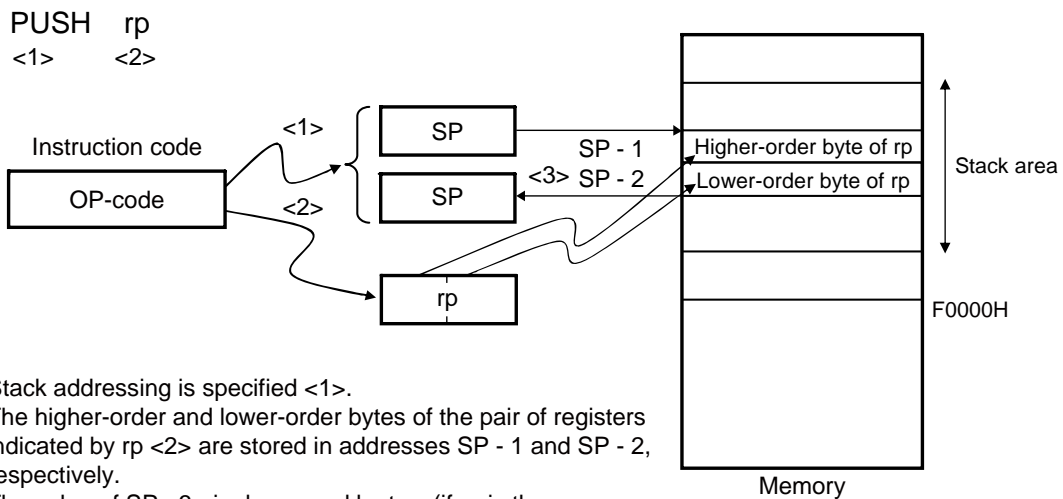 PUSH rp
<1> <2>
Instruction code
OP-code
<1>
<2>
SP
SP
rp
SP - 1
<3> SP - 2
Higher-order byte of rp
Lower-order byte of rp
Stack area
F0000H
Memory
Stack addressing is specified <1>.
The higher-order and lower-order bytes of the pair of registers
indicated by rp <2> are stored in addresses SP - 1 and SP - 2,
respectively.